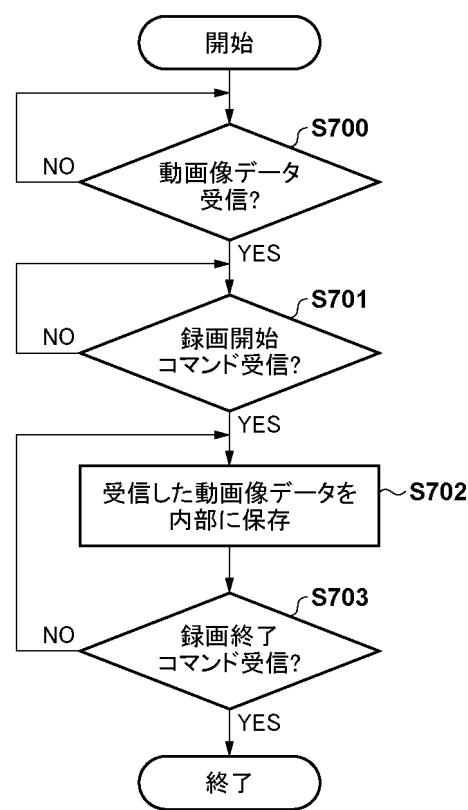 開始
S700
動画像データ
受信?
NO
YES
S701
録画開始
コマンド受信?
NO
YES
受信した動画像データを
内部に保存
S702
S703
録画終了
コマンド受信?
NO
YES
終了